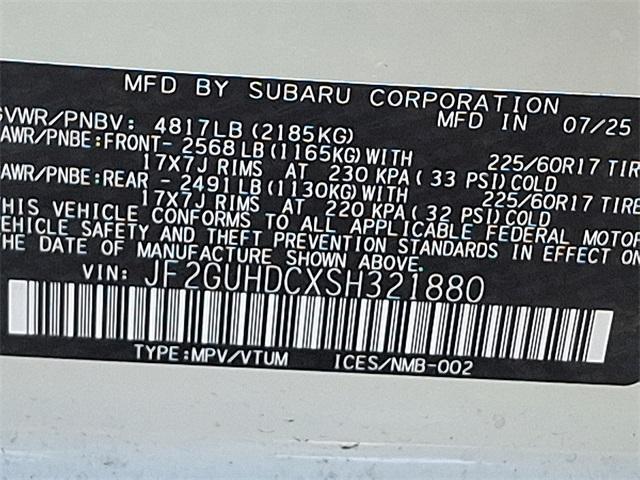 MFD BY SUBARU CORPORATION
GVWR/PNBV: 4817LB (2185KG) MFD IN 07/25
GAWR/PNBE:FRONT- 2568 LB (1165KG) WITH 225/60R17 TIRE
17X7J RIMS AT 230 KPA ( 33 PSI) COLD
GAWR/PNBE:REAR - 2491 LB (1130KG) WITH 225/60R17 TIRE
17X7J RIMS AT 220 KPA ( 32 PSI) COLD
THIS VEHICLE CONFORMS TO ALL APPLICABLE FEDERAL MOTOR
VEHICLE SAFETY AND THEFT PREVENTION STANDARDS IN EFFECT ON
THE DATE OF MANUFACTURE SHOWN ABOVE.
VIN: JF2GUHDCXSH321880
TYPE:MPV/VTUM ICES/NMB-002